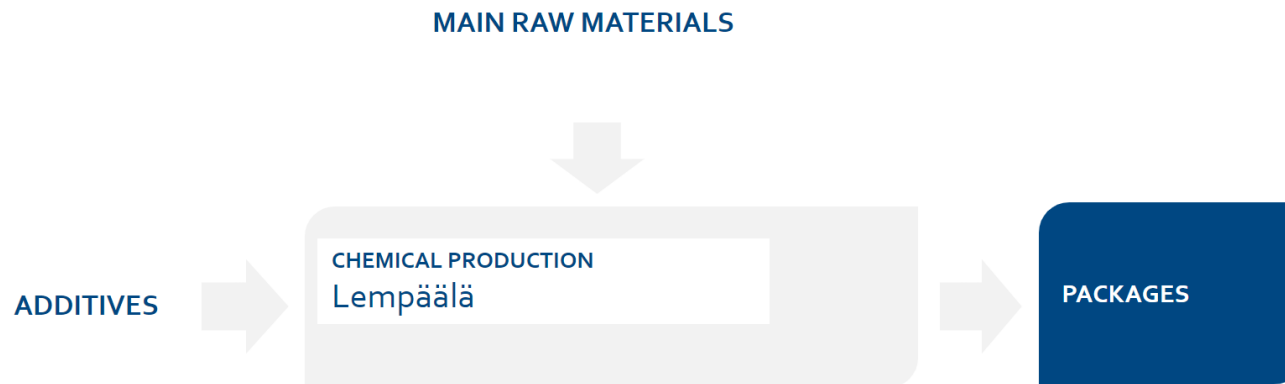 MAIN RAW MATERIALS
ADDITIVES
CHEMICAL PRODUCTION
Lempäälä
PACKAGES